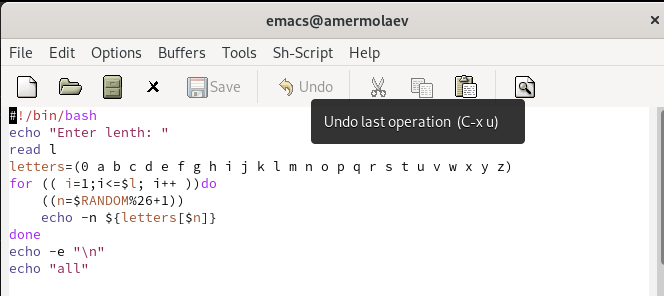 emacs@amermolaev
File Edit Options Buffers Tools Sh-Script Help
Save Undo
Undo last operation (C-x u)
#!/bin/bash
echo "Enter lenth: "
read l
letters=(0 a b c d e f g h i j k l m n o p q r s t u v w x y z)
for (( i=1;i<=$l; i++ ))do
    ((n=$RANDOM%26+1))
    echo -n ${letters[$n]}
done
echo -e "\n"
echo "all"